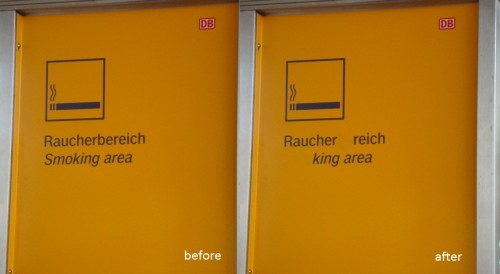 DB
Raucherbereich
Smoking area
before
DB
Raucher reich
king area
after